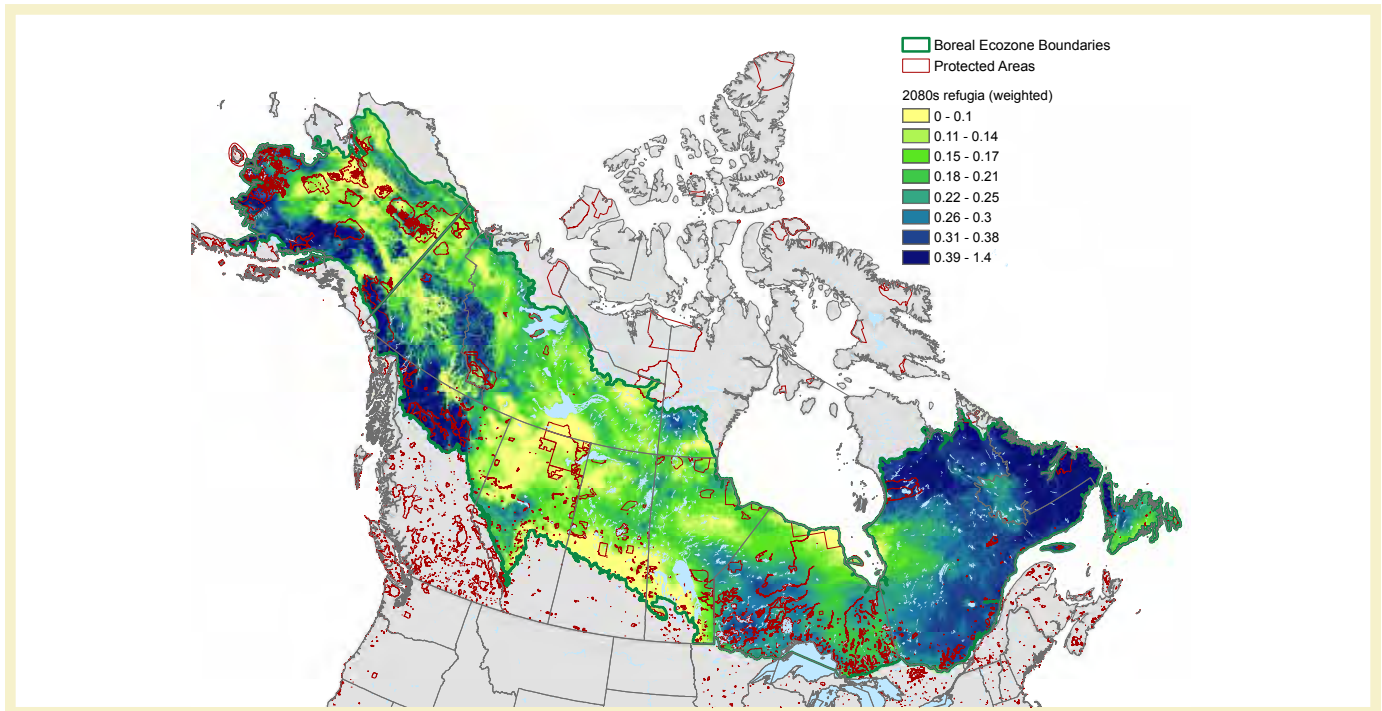 Boreal Ecozone Boundaries
Protected Areas
2080s refugia (weighted)
0 - 0.1
0.11 - 0.14
0.15 - 0.17
0.18 - 0.21
0.22 - 0.25
0.26 - 0.3
0.31 - 0.38
0.39 - 1.4